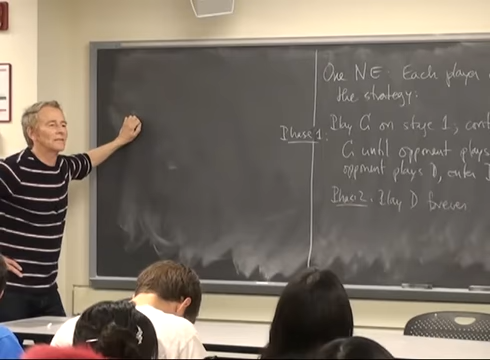 One NE: Each player
the strategy:
Phase 1: Play C on stage 1, cont
C until opponent plays
opponent plays D, enter
Phase 2: Play D forever